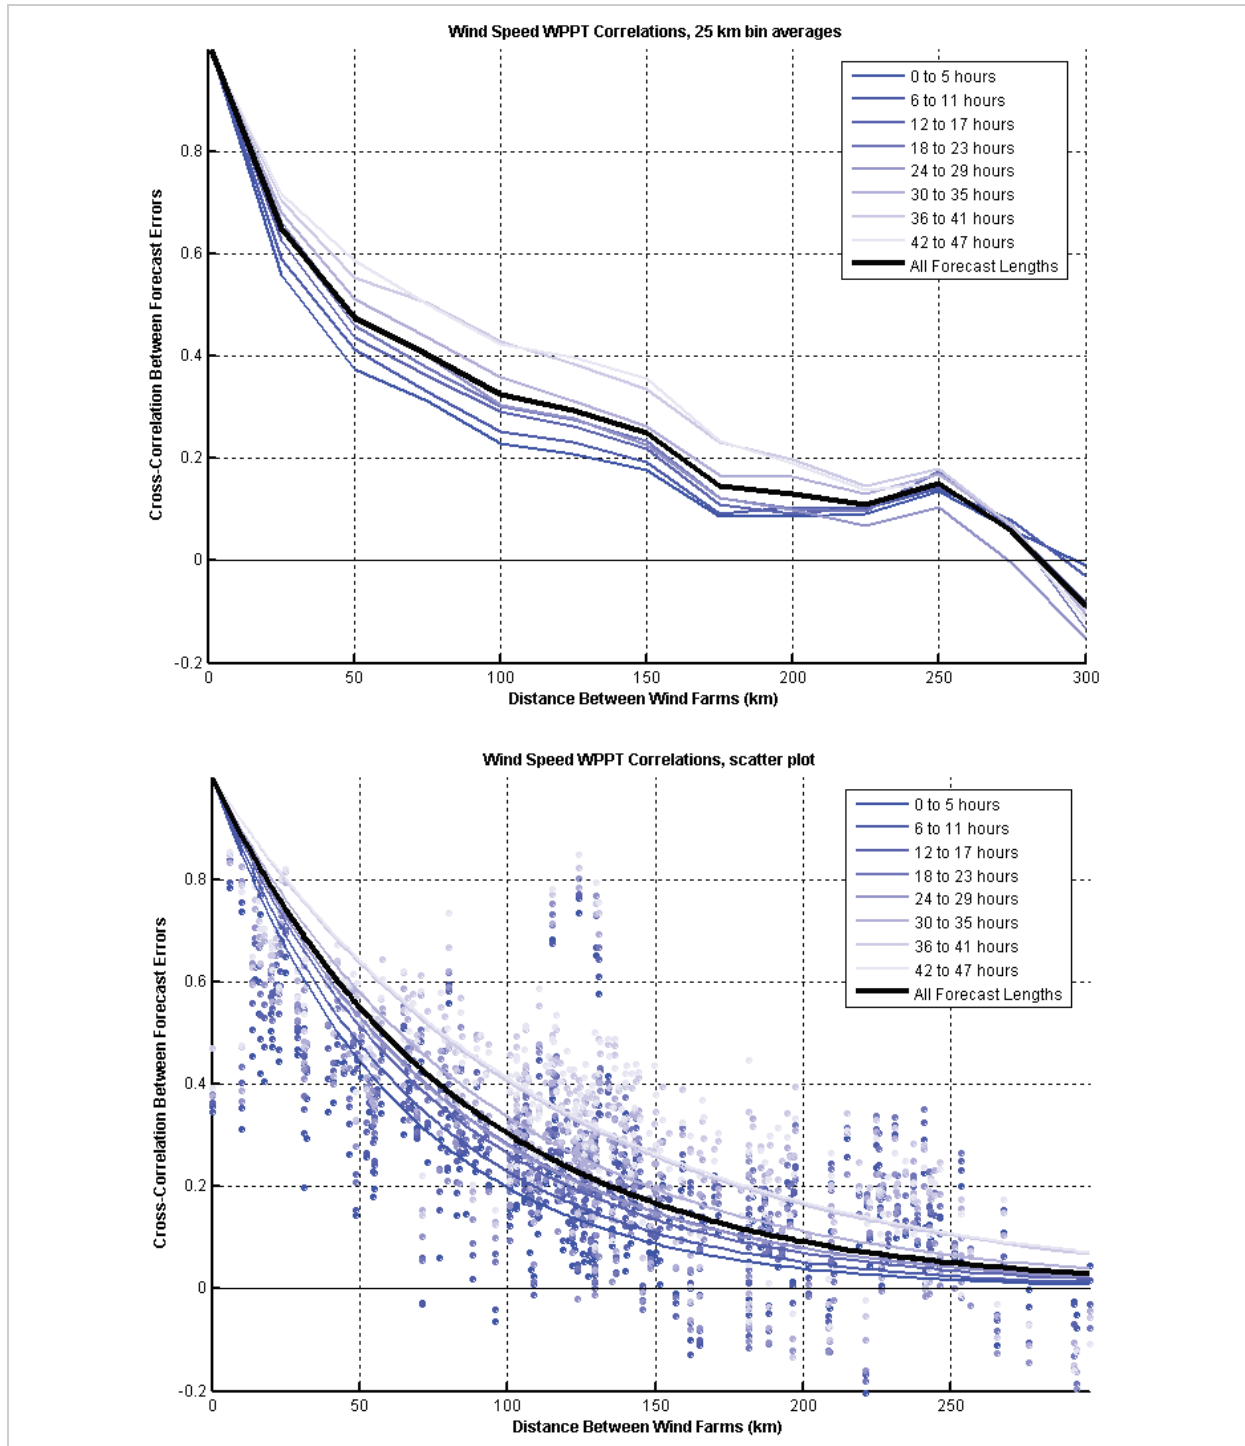 Wind Speed WPPT Correlations, 25 km bin averages
0 to 5 hours
6 to 11 hours
12 to 17 hours
18 to 23 hours
24 to 29 hours
30 to 35 hours
36 to 41 hours
42 to 47 hours
All Forecast Lengths
Cross-Correlation Between Forecast Errors
0.8
0.6
0.4
0.2
0
-0.2
0 50 100 150 200 250 300
Distance Between Wind Farms (km)
Wind Speed WPPT Correlations, scatter plot
0 to 5 hours
6 to 11 hours
12 to 17 hours
18 to 23 hours
24 to 29 hours
30 to 35 hours
36 to 41 hours
42 to 47 hours
All Forecast Lengths
Cross-Correlation Between Forecast Errors
0.8
0.6
0.4
0.2
0
-0.2
0 50 100 150 200 250
Distance Between Wind Farms (km)